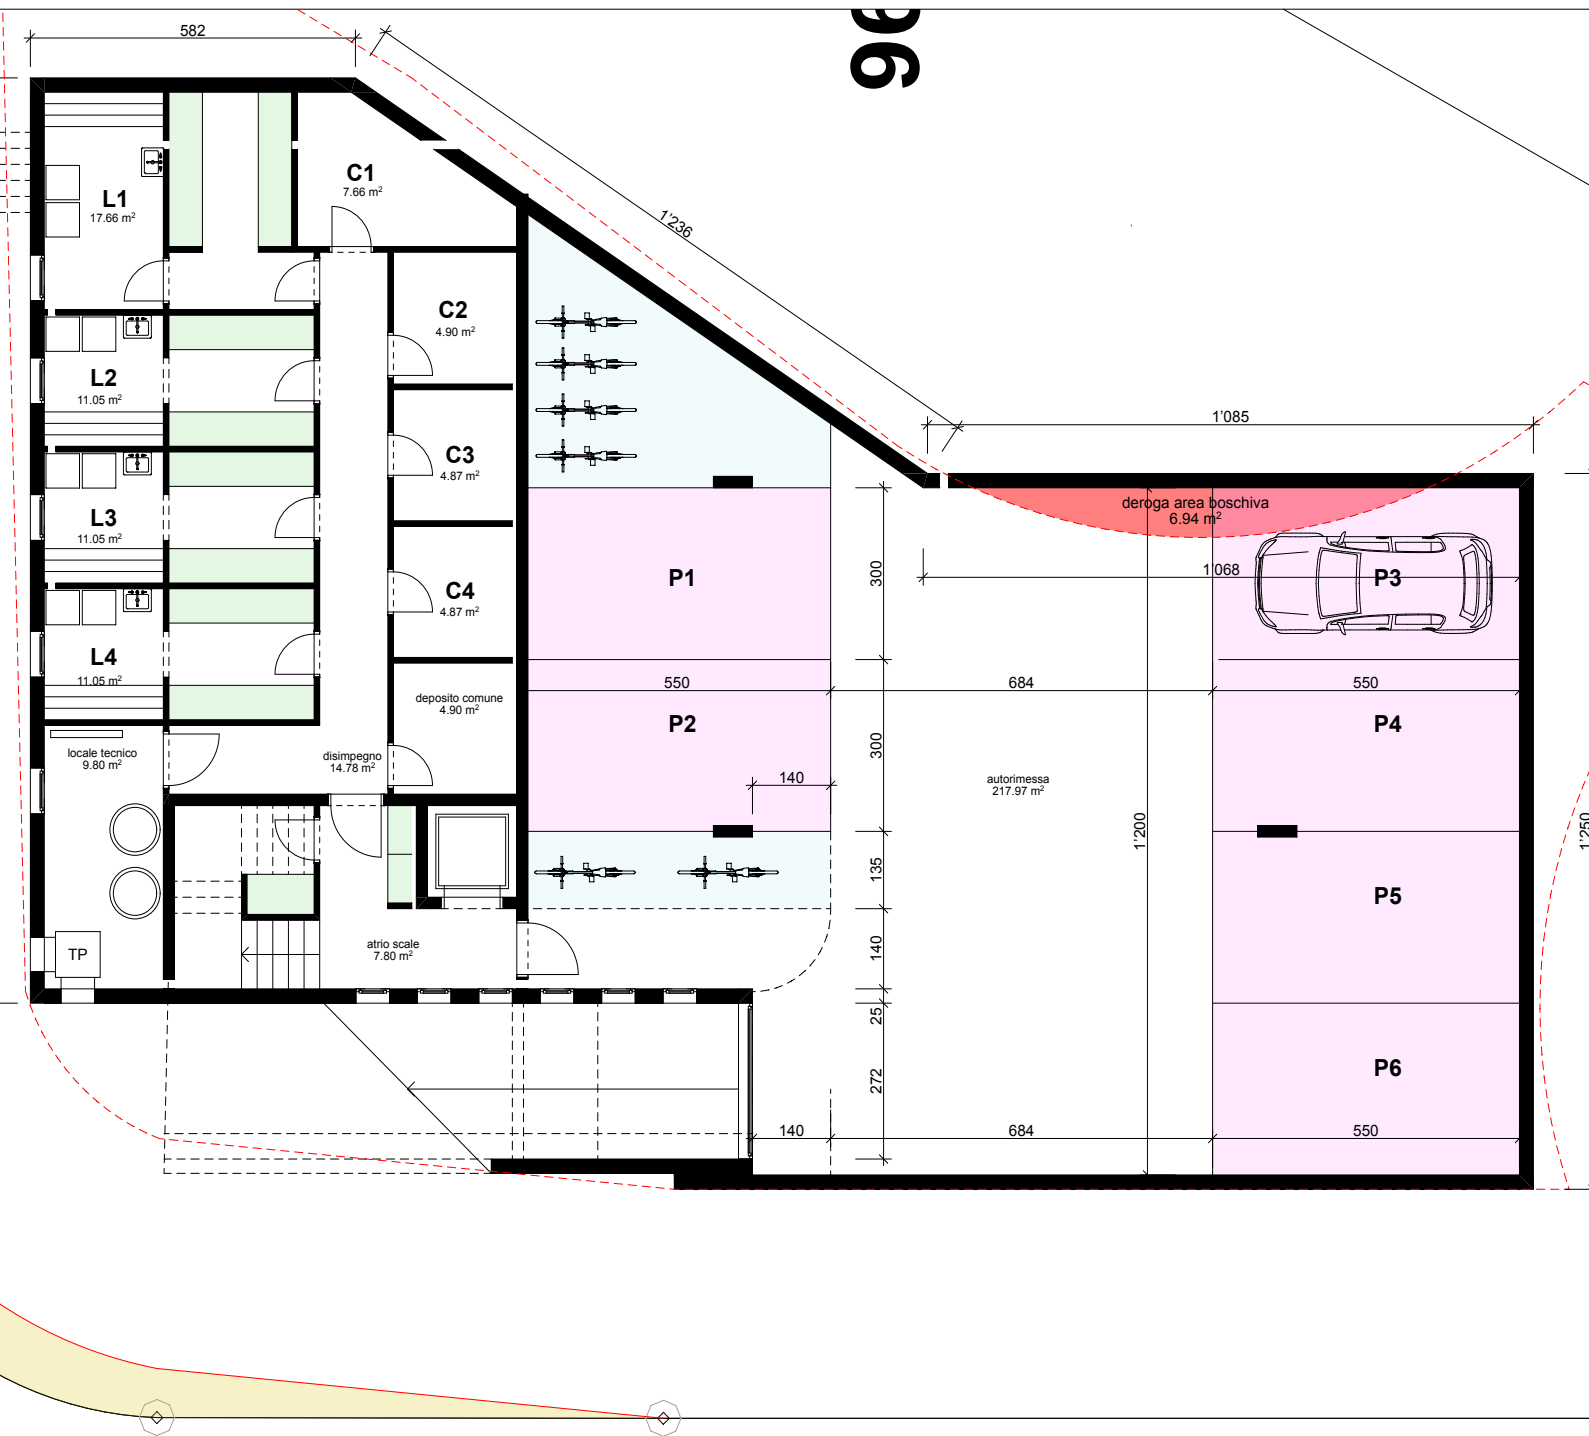 96
582
1'236
1'085
L1
17.66 m²
C1
7.66 m²
C2
4.90 m²
L2
11.05 m²
C3
4.87 m²
L3
11.05 m²
C4
4.87 m²
L4
11.05 m²
deposito comune
4.90 m²
locale tecnico
9.80 m²
disimpegno
14.78 m²
TP
atrio scale
7.80 m²
deroga area boschiva
6.94 m²
P1
300
1'068
P3
550
684
550
P2
P4
300
140
autorimessa
217.97 m²
1'200
1'250
135
P5
140
25
272
P6
140
684
550